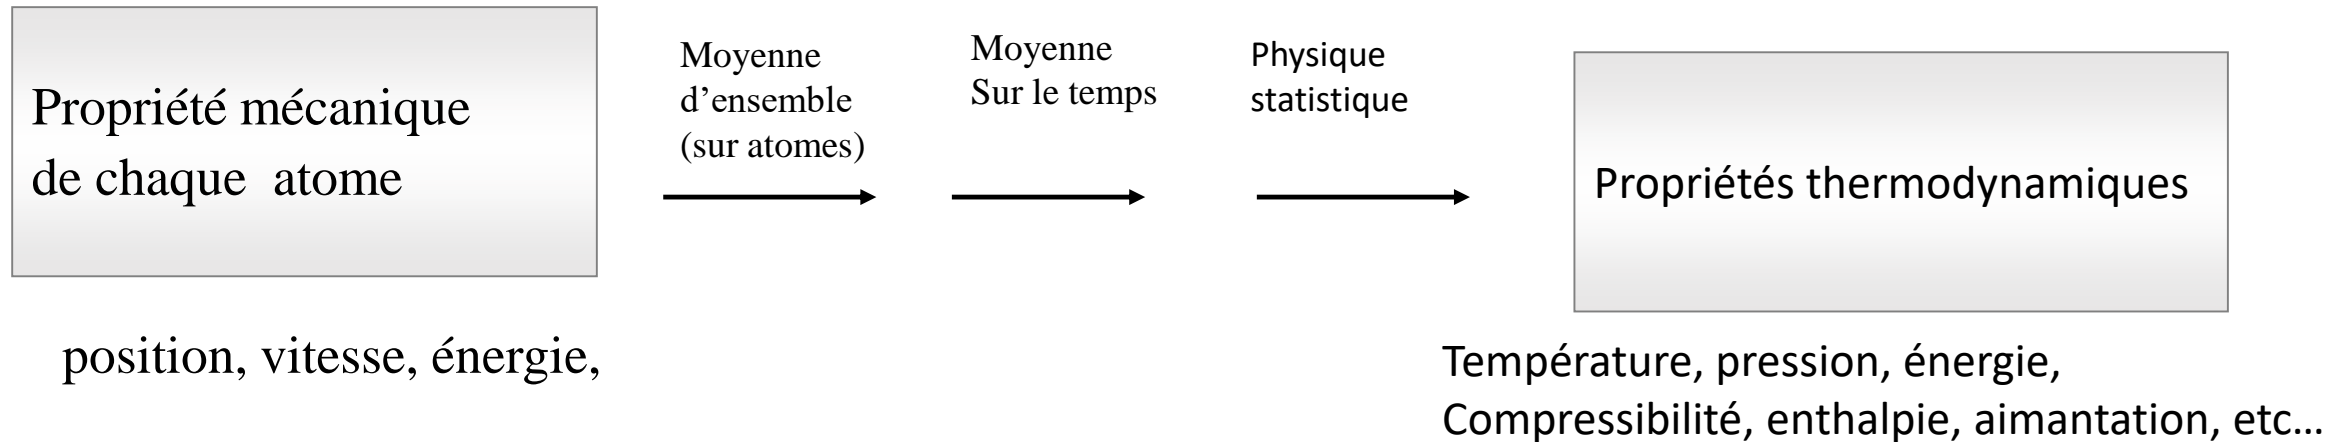 Propriété mécanique
de chaque atome
position, vitesse, énergie,
Moyenne
d’ensemble
(sur atomes)
Moyenne
Sur le temps
Physique
statistique
Propriétés thermodynamiques
Température, pression, énergie,
Compressibilité, enthalpie, aimantation, etc…